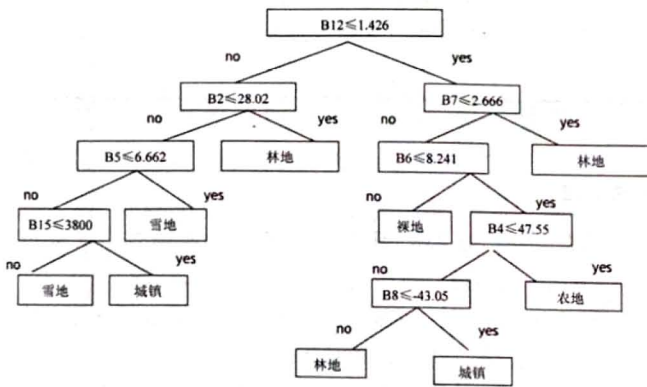 B12≤1.426
no
yes
B2≤28.02
B7≤2.666
no
yes
no
yes
B5≤6.662
林地
B6≤8.241
林地
no
yes
no
yes
B15≤3800
雪地
裸地
B4≤47.55
no
yes
no
yes
雪地
城镇
B8≤-43.05
农地
no
yes
林地
城镇